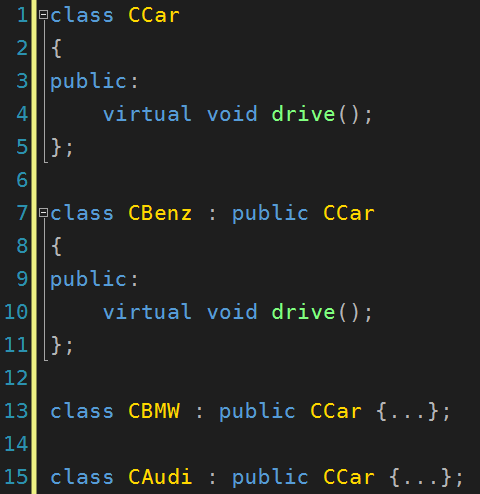 1 class CCar
2 {
3 public:
4     virtual void drive();
5 };
6
7 class CBenz : public CCar
8 {
9 public:
10     virtual void drive();
11 };
12
13 class CBMW : public CCar {...};
14
15 class CAudi : public CCar {...};